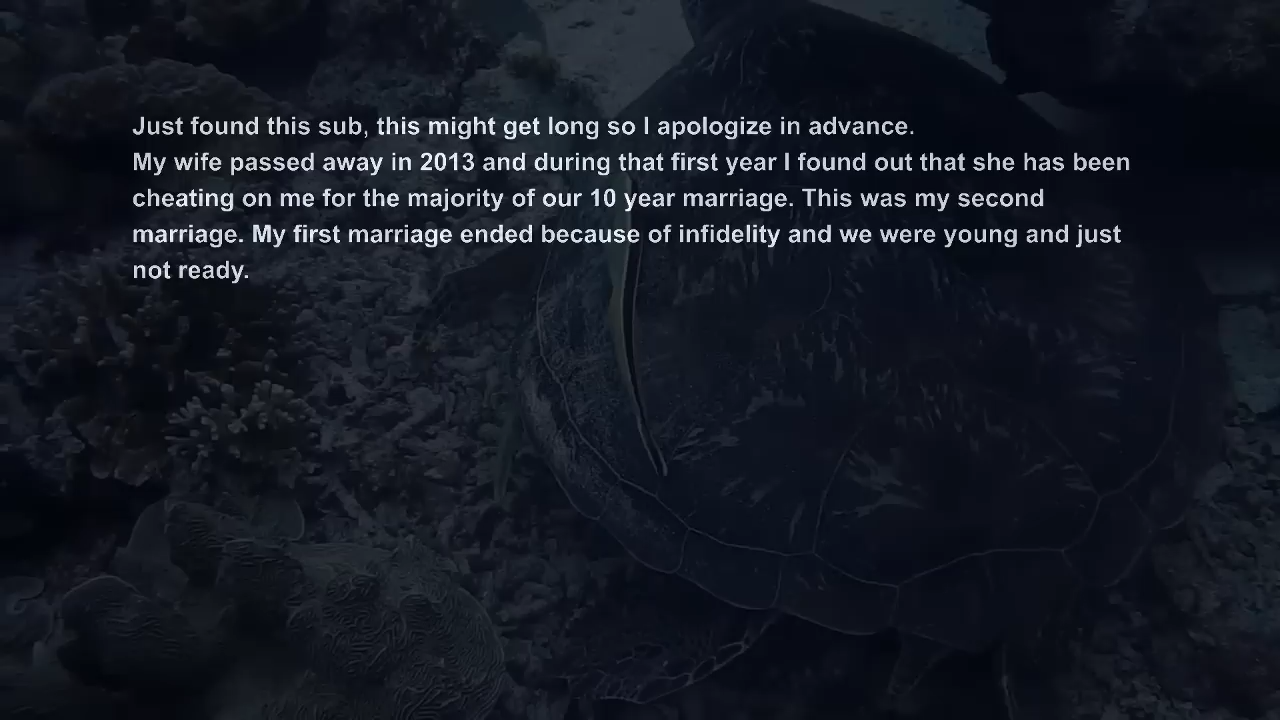 Just found this sub, this might get long so I apologize in advance.
My wife passed away in 2013 and during that first year I found out that she has been
cheating on me for the majority of our 10 year marriage. This was my second
marriage. My first marriage ended because of infidelity and we were young and just
not ready.